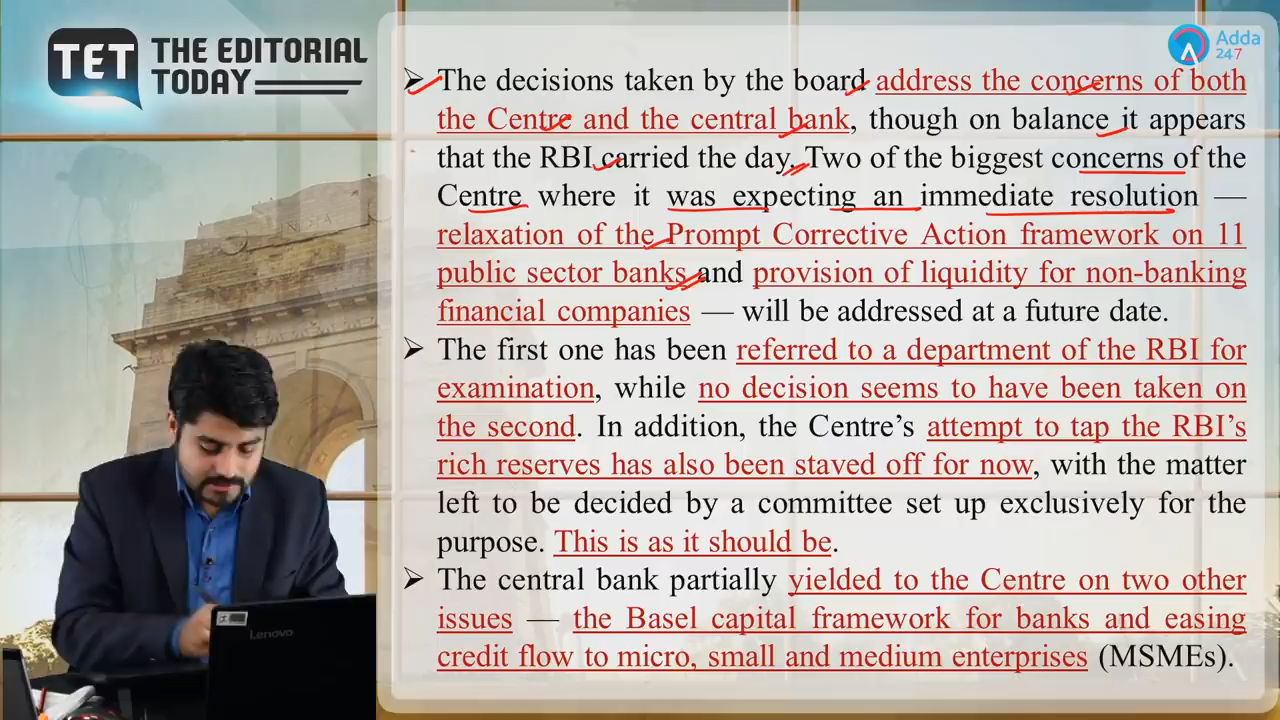 TET THE EDITORIAL
TODAY
Adda
247
➢ The decisions taken by the board address the concerns of both
the Centre and the central bank, though on balance it appears
that the RBI carried the day. Two of the biggest concerns of the
Centre where it was expecting an immediate resolution —
relaxation of the Prompt Corrective Action framework on 11
public sector banks and provision of liquidity for non-banking
financial companies — will be addressed at a future date.
➢ The first one has been referred to a department of the RBI for
examination, while no decision seems to have been taken on
the second. In addition, the Centre’s attempt to tap the RBI’s
rich reserves has also been staved off for now, with the matter
left to be decided by a committee set up exclusively for the
purpose. This is as it should be.
➢ The central bank partially yielded to the Centre on two other
issues — the Basel capital framework for banks and easing
credit flow to micro, small and medium enterprises (MSMEs).
Lenovo